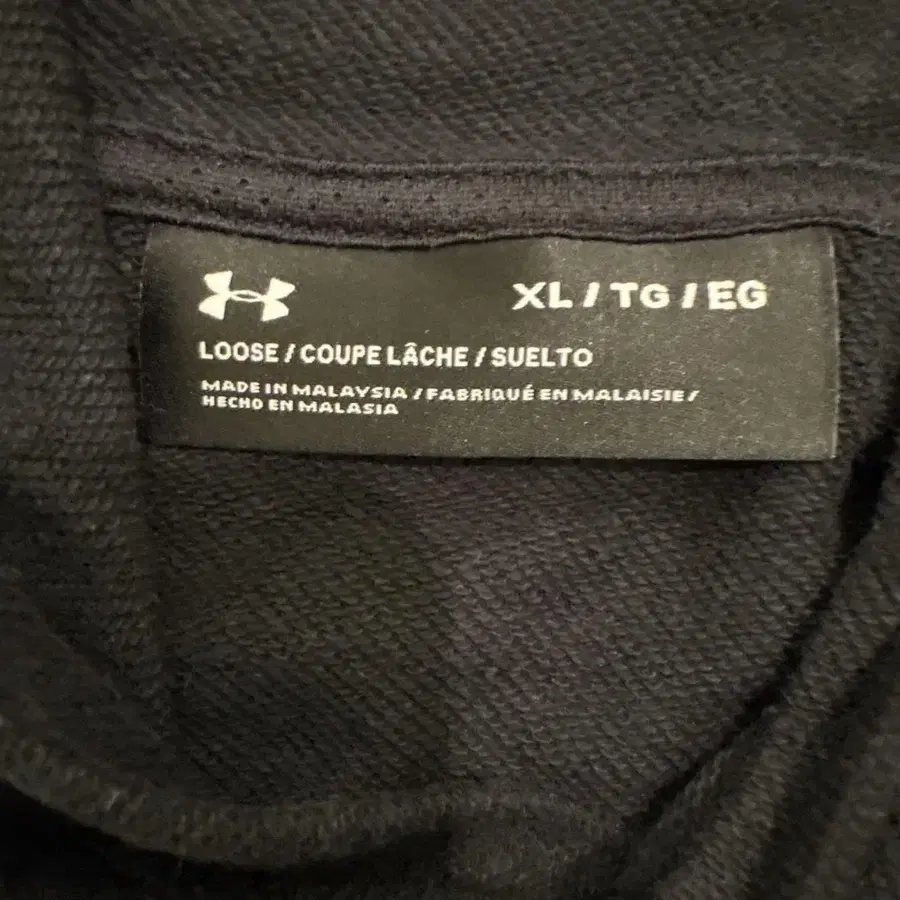 XL / TG / EG
LOOSE / COUPE LÂCHE / SUELTO
MADE IN MALAYSIA / FABRIQUÉ EN MALAISIE /
HECHO EN MALASIA